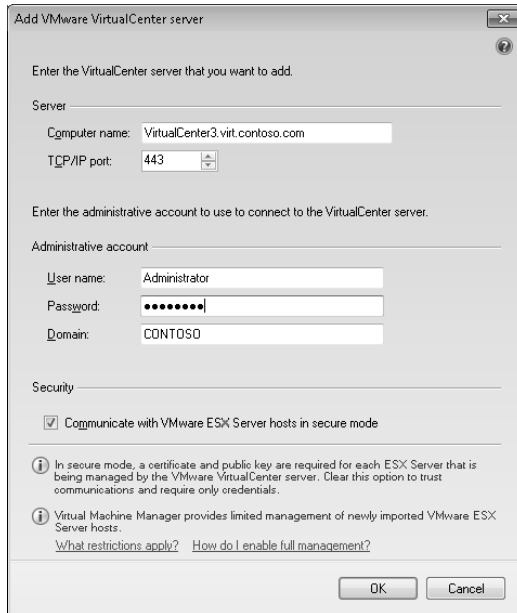 Add VMware VirtualCenter server
Enter the VirtualCenter server that you want to add.
Server
Computer name: VirtualCenter3.virt.contoso.com
TCP/IP port: 443
Enter the administrative account to use to connect to the VirtualCenter server.
Administrative account
User name: Administrator
Password: ●●●●●●●●
Domain: CONTOSO
Security
Communicate with VMware ESX Server hosts in secure mode
In secure mode, a certificate and public key are required for each ESX Server that is
being managed by the VMware VirtualCenter server. Clear this option to trust
communications and require only credentials.
Virtual Machine Manager provides limited management of newly imported VMware ESX
Server hosts.
What restrictions apply? How do I enable full management?
OK Cancel